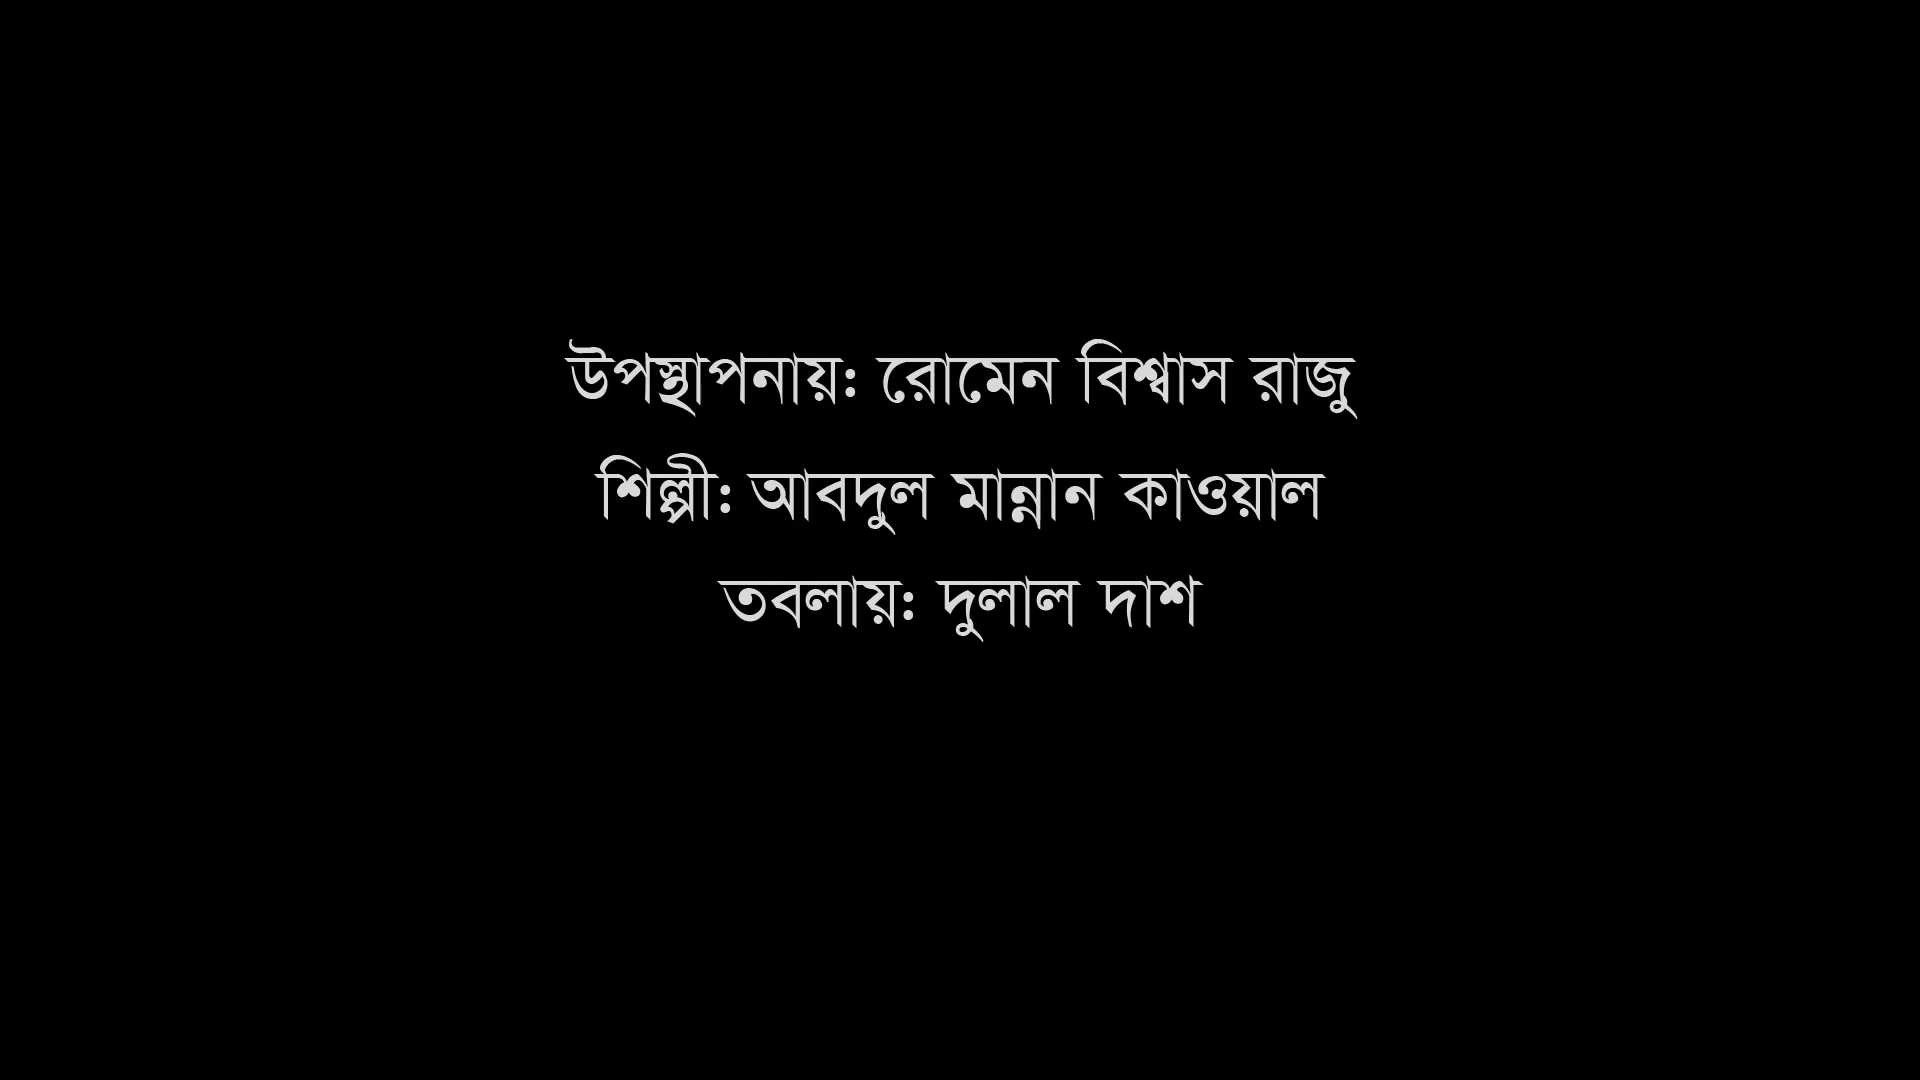 উপস্থাপনায়: রোমেন বিশ্বাস রাজু
শিল্পী: আবদুল মান্নান কাওয়াল
তবলায়: দুলাল দাশ